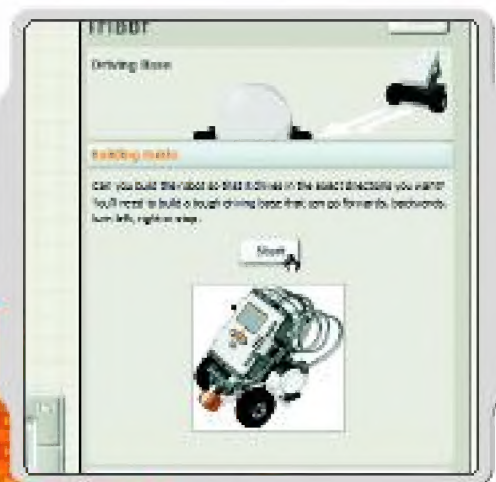 Driving Base
Building Guide
Can you build the robot so that it drives in the exact directions you want?
You'll need to build a tough driving base that can go forwards, backwards,
turn left, right or stop.
Start